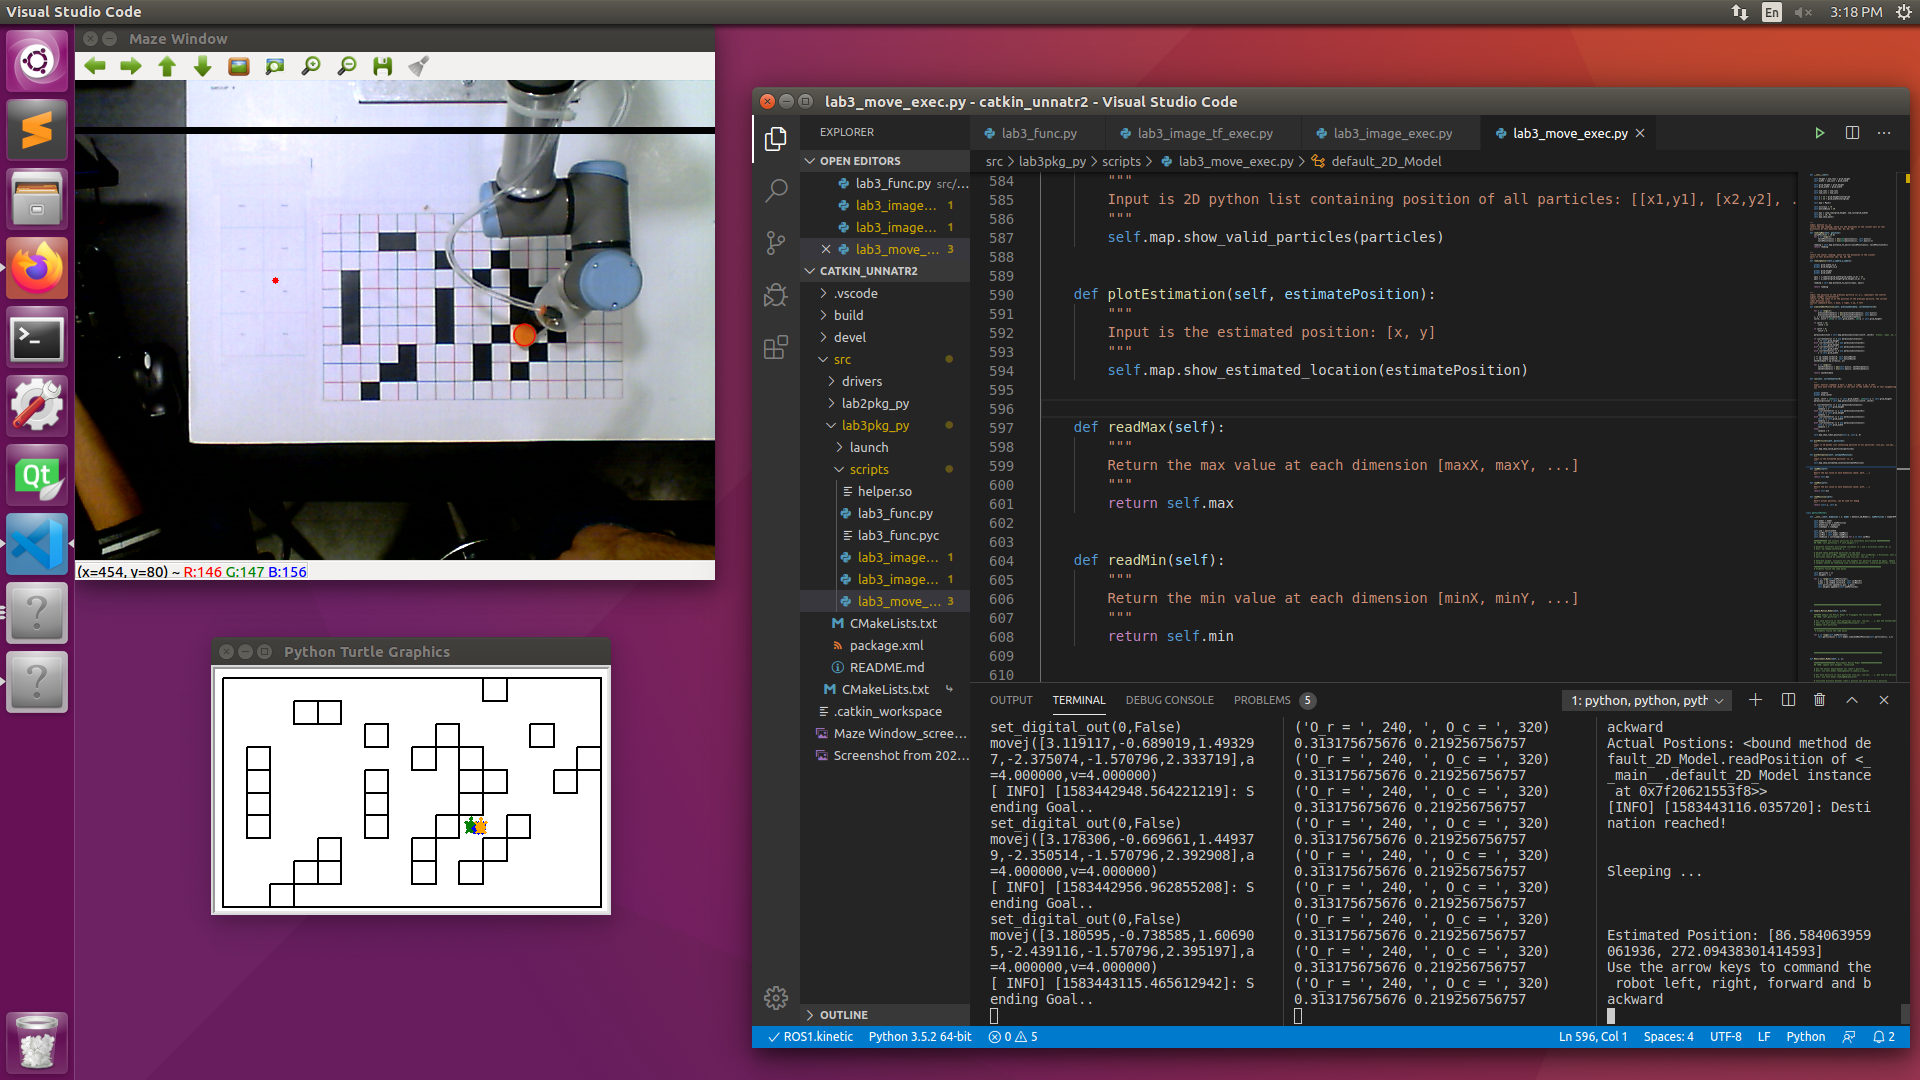 Visual Studio Code
En
3:18 PM
Maze Window
(x=454, y=80) ~ R:146 G:147 B:156
Python Turtle Graphics
lab3_move_exec.py - catkin_unnatr2 - Visual Studio Code
EXPLORER
OPEN EDITORS
lab3_func.py src/...
lab3_image... 1
lab3_image... 1
lab3_move_... 3
CATKIN_UNNATR2
.vscode
build
devel
src
drivers
lab2pkg_py
lab3pkg_py
launch
scripts
helper.so
lab3_func.py
lab3_func.pyc
lab3_image... 1
lab3_image... 1
lab3_move_... 3
CMakeLists.txt
package.xml
README.md
CMakeLists.txt
.catkin_workspace
Maze Window_scree...
Screenshot from 202...
OUTLINE
lab3_func.py
lab3_image_tf_exec.py
lab3_image_exec.py
lab3_move_exec.py
src > lab3pkg_py > scripts > lab3_move_exec.py > default_2D_Model
584 """
585 Input is 2D python list containing position of all particles: [[x1,y1], [x2,y2], .
586 """
587 self.map.show_valid_particles(particles)
588
589
590 def plotEstimation(self, estimatePosition):
591 """
592 Input is the estimated position: [x, y]
593 """
594 self.map.show_estimated_location(estimatePosition)
595
596
597 def readMax(self):
598 """
599 Return the max value at each dimension [maxX, maxY, ...]
600 """
601 return self.max
602
603
604 def readMin(self):
605 """
606 Return the min value at each dimension [minX, minY, ...]
607 """
608 return self.min
609
610
OUTPUT TERMINAL DEBUG CONSOLE PROBLEMS 5
1: python, python, pyth
set_digital_out(0,False)
movej([3.119117,-0.689019,1.49329
7,-2.375074,-1.570796,2.333719],a
=4.000000,v=4.000000)
[ INFO] [1583442948.564221219]: S
ending Goal..
set_digital_out(0,False)
movej([3.178306,-0.669661,1.44937
9,-2.350514,-1.570796,2.392908],a
=4.000000,v=4.000000)
[ INFO] [1583442956.962855208]: S
ending Goal..
set_digital_out(0,False)
movej([3.180595,-0.738585,1.60690
5,-2.439116,-1.570796,2.395197],a
=4.000000,v=4.000000)
[ INFO] [1583443115.465612942]: S
ending Goal..
('O_r = ', 240, ', O_c = ', 320)
0.313175675676 0.219256756757
('O_r = ', 240, ', O_c = ', 320)
0.313175675676 0.219256756757
('O_r = ', 240, ', O_c = ', 320)
0.313175675676 0.219256756757
('O_r = ', 240, ', O_c = ', 320)
0.313175675676 0.219256756757
('O_r = ', 240, ', O_c = ', 320)
0.313175675676 0.219256756757
('O_r = ', 240, ', O_c = ', 320)
0.313175675676 0.219256756757
('O_r = ', 240, ', O_c = ', 320)
0.313175675676 0.219256756757
('O_r = ', 240, ', O_c = ', 320)
0.313175675676 0.219256756757
('O_r = ', 240, ', O_c = ', 320)
0.313175675676 0.219256756757
ackward
Actual Postions: <bound method de
fault_2D_Model.readPosition of <_
_main__.default_2D_Model instance
at 0x7f20621553f8>>
[INFO] [1583443116.035720]: Desti
nation reached!
Sleeping ...
Estimated Position: [86.584063959
061936, 272.09438301414593]
Use the arrow keys to command the
robot left, right, forward and b
ackward
ROS1.kinetic
Python 3.5.2 64-bit
0
5
Ln 596, Col 1
Spaces: 4
UTF-8
LF
Python
2